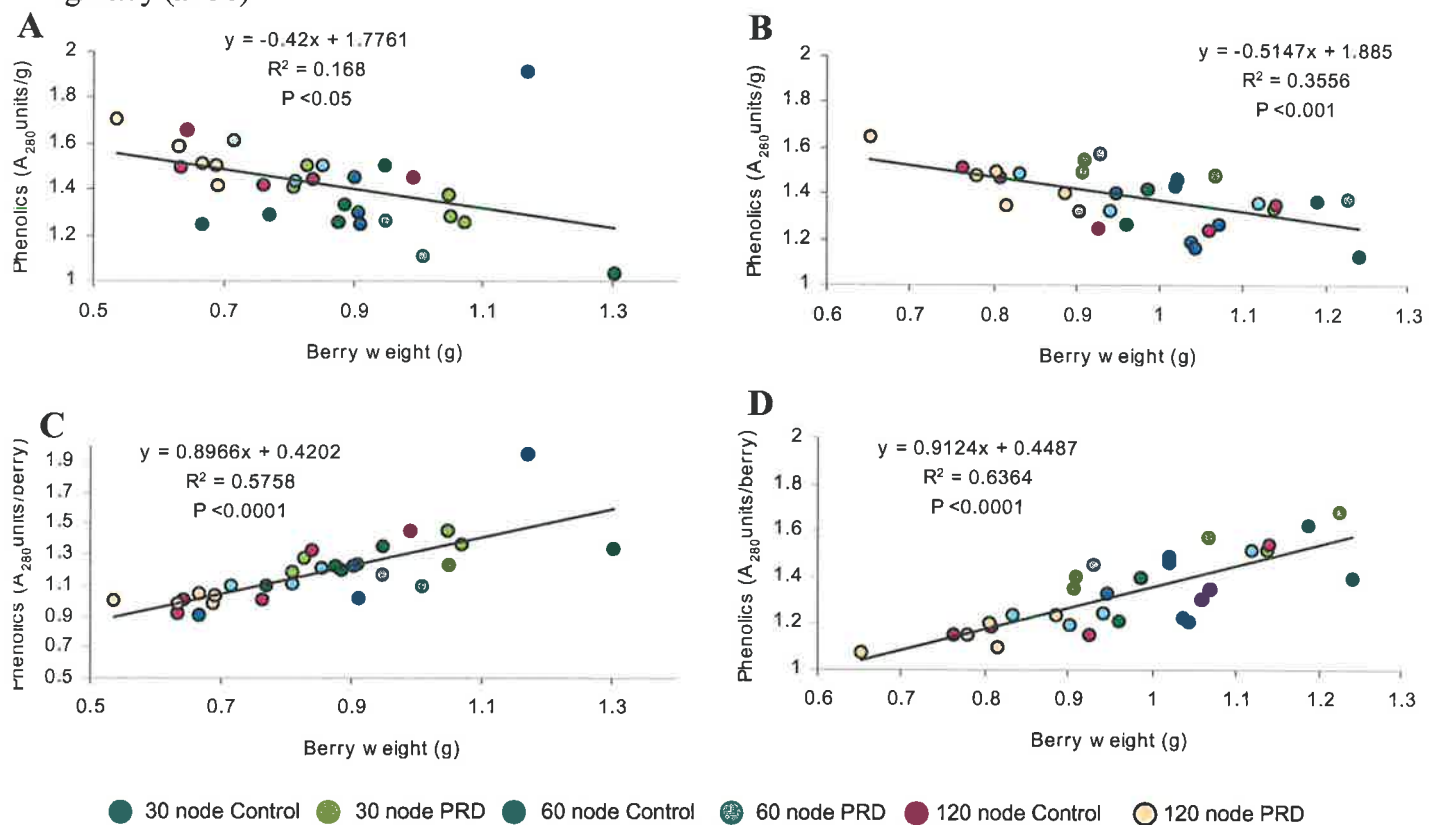 A
y = -0.42x + 1.7761
R² = 0.168
P <0.05
Phenolics (A280units/g)
2
1.8
1.6
1.4
1.2
1
0.5 0.7 0.9 1.1 1.3
Berry weight (g)
B
y = -0.5147x + 1.885
R² = 0.3556
P <0.001
Phenolics (A280units/g)
2
1.8
1.6
1.4
1.2
1
0.6 0.7 0.8 0.9 1 1.1 1.2 1.3
Berry weight (g)
C
y = 0.8966x + 0.4202
R² = 0.5758
P <0.0001
Phenolics (A280units/berry)
1.9
1.7
1.5
1.3
1.1
0.9
0.7
0.5
0.5 0.7 0.9 1.1 1.3
Berry weight (g)
D
y = 0.9124x + 0.4487
R² = 0.6364
P <0.0001
Phenolics (A280units/berry)
2
1.8
1.6
1.4
1.2
1
0.6 0.7 0.8 0.9 1 1.1 1.2 1.3
Berry weight (g)
30 node Control 30 node PRD 60 node Control 60 node PRD 120 node Control 120 node PRD